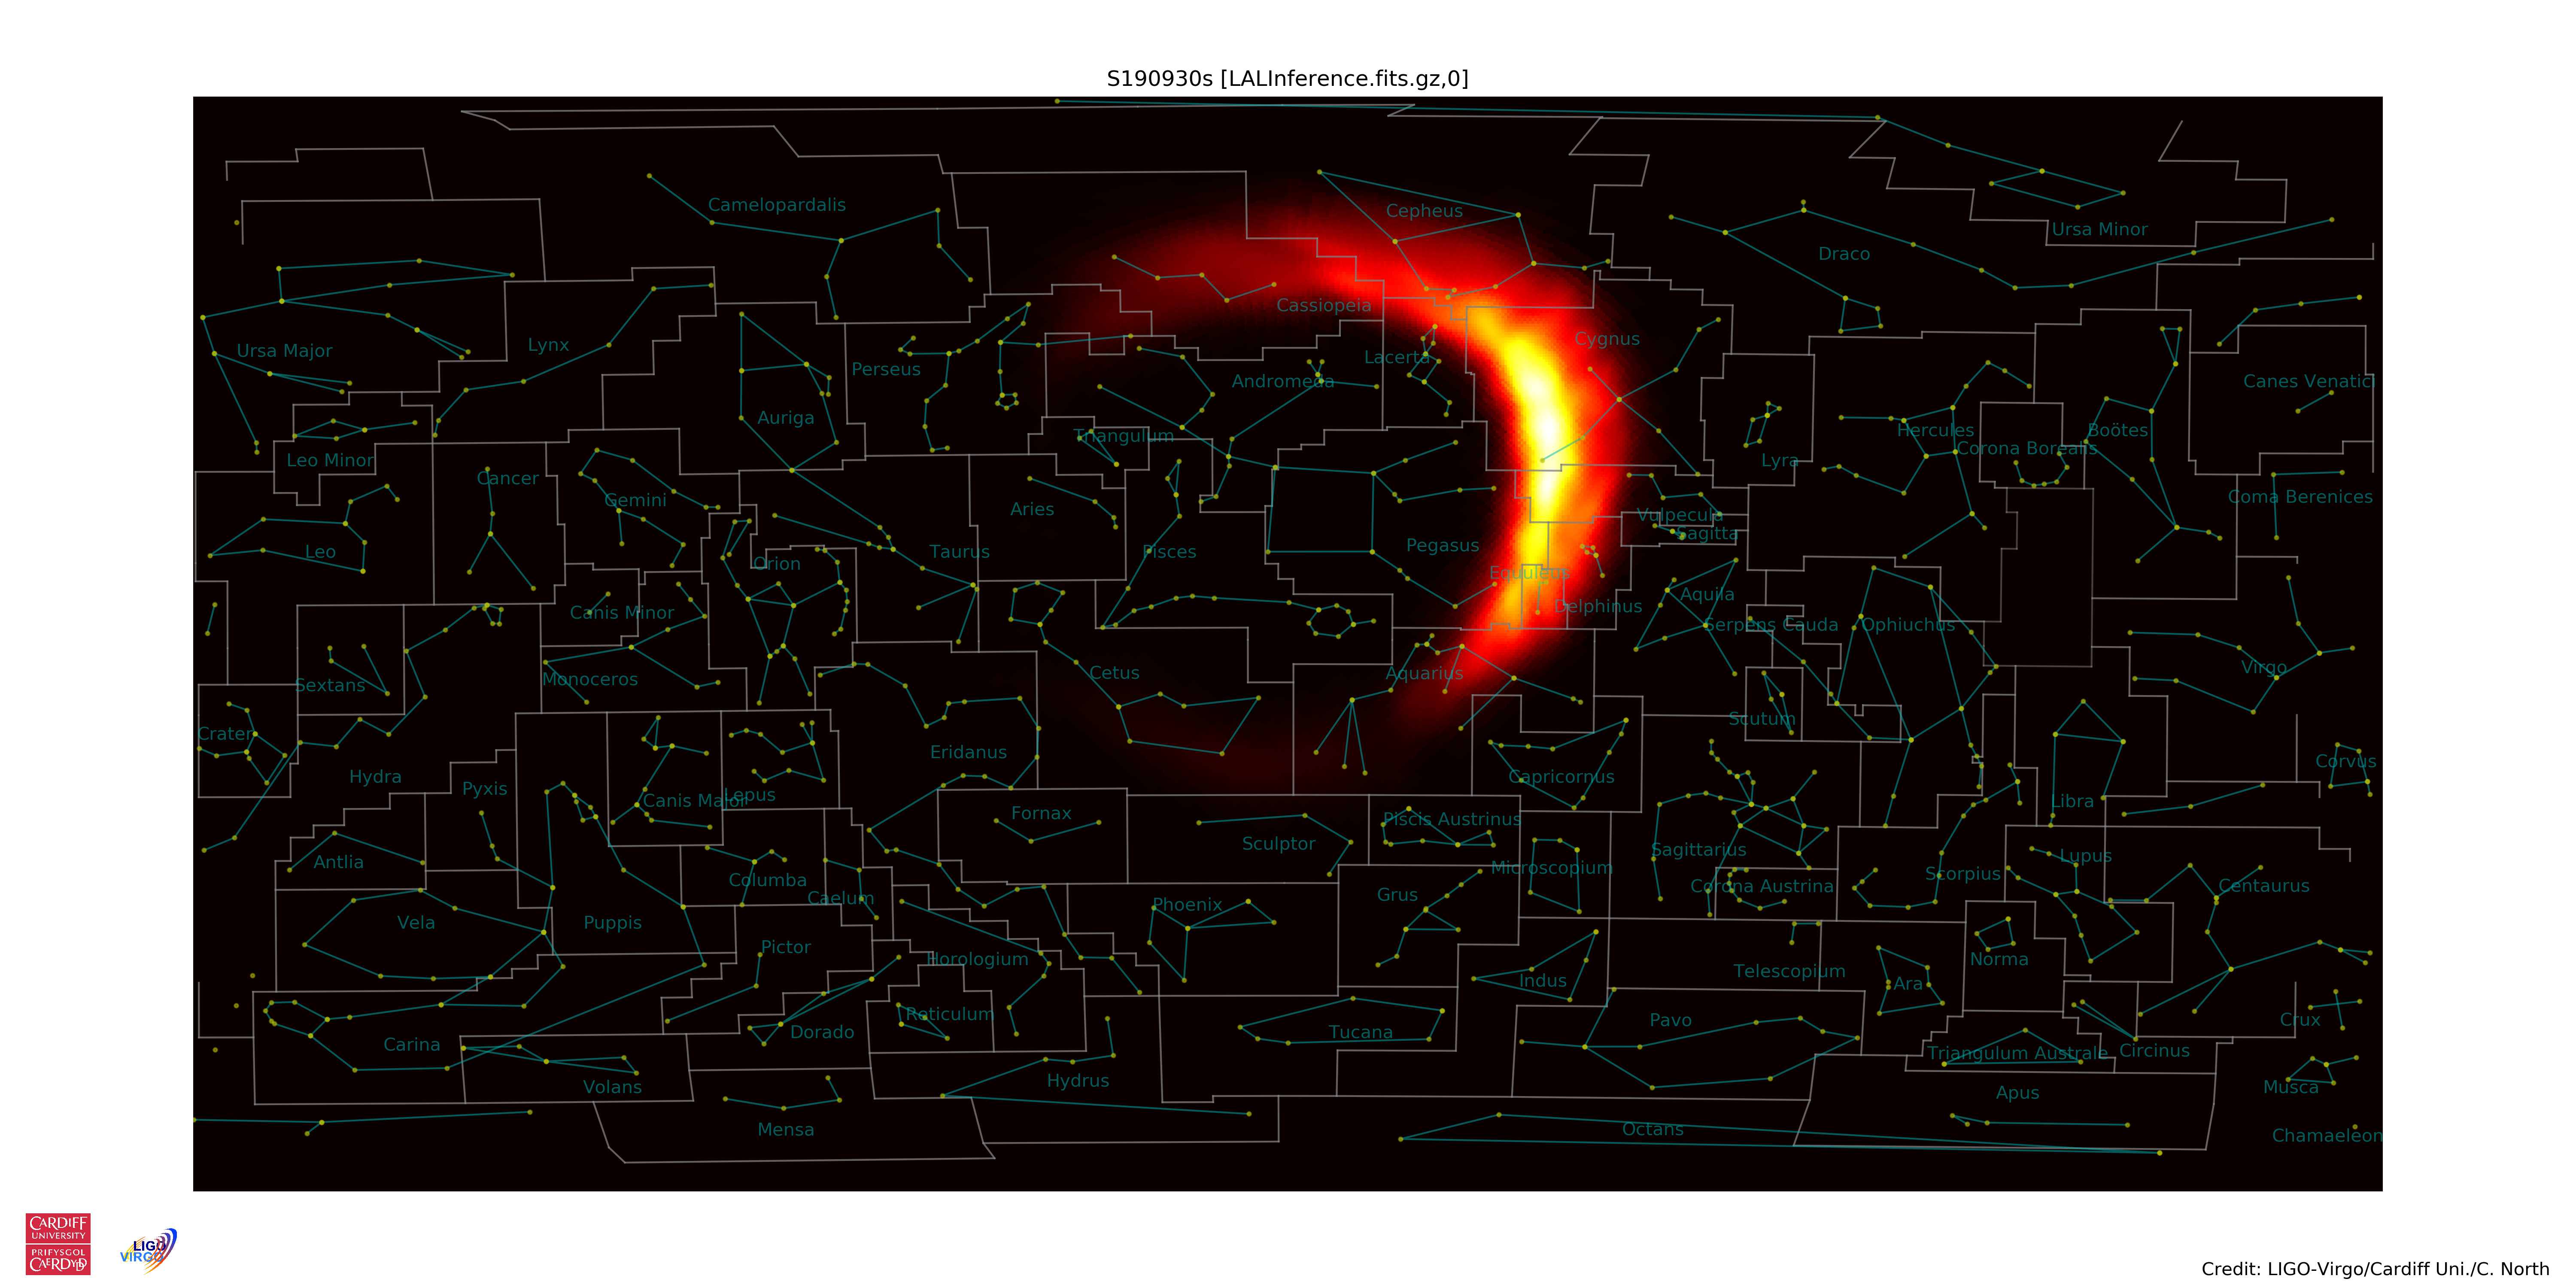 S190930s [LALInference.fits.gz,0]
Camelopardalis
Cepheus
Ursa Minor
Draco
Cassiopeia
Ursa Major
Lynx
Perseus
Lacerta
Cygnus
Andromeda
Canes Venatici
Auriga
Triangulum
Hercules
Boötes
Corona Borealis
Leo Minor
Lyra
Cancer
Gemini
Coma Berenices
Aries
Vulpecula
Sagitta
Leo
Orion
Taurus
Pisces
Pegasus
Equuleus
Canis Minor
Delphinus
Aquila
Serpens Cauda
Ophiuchus
Sextans
Monoceros
Cetus
Aquarius
Virgo
Crater
Scutum
Hydra
Pyxis
Eridanus
Capricornus
Corvus
Canis Major
Lepus
Fornax
Piscis Austrinus
Libra
Antlia
Sculptor
Sagittarius
Lupus
Columba
Caelum
Microscopium
Corona Austrina
Scorpius
Centaurus
Vela
Puppis
Phoenix
Grus
Pictor
Horologium
Indus
Telescopium
Norma
Ara
Reticulum
Carina
Dorado
Tucana
Pavo
Crux
Triangulum Australe
Circinus
Volans
Hydrus
Apus
Musca
Mensa
Octans
Chamaeleon
CARDIFF
UNIVERSITY
PRIFYSGOL
CAERDYDD
LIGO
VIRGO
Credit: LIGO-Virgo/Cardiff Uni./C. North